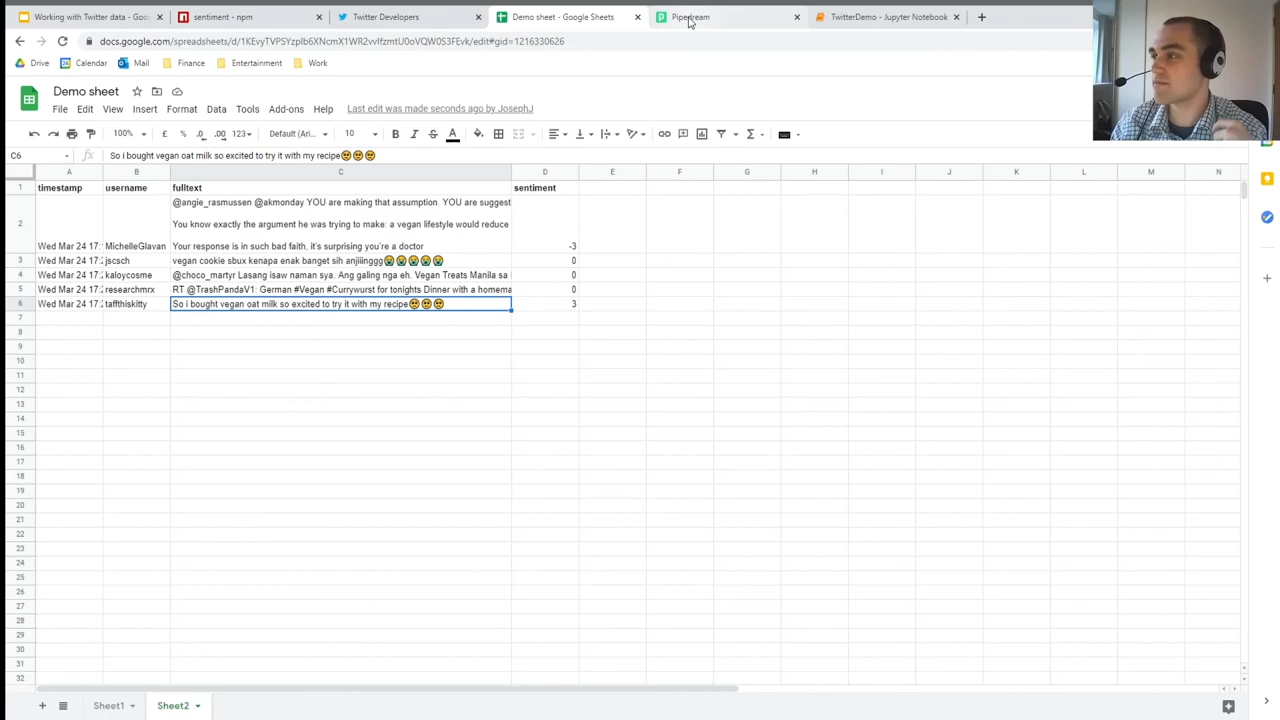 Working with Twitter data - Goo
sentiment - npm
Twitter Developers
Demo sheet - Google Sheets
Pipedream
TwitterDemo - Jupyter Notebook
docs.google.com/spreadsheets/d/
edit#gid=1216330626
Drive
Calendar
Mail
Finance
Entertainment
Work
Demo sheet
File Edit View Insert Format Data Tools Add-ons Help
Last edit was made seconds ago by JosephJ
100% £ % .0 .00 123 Default (Ari... 10 B I S A
C6 fx So i bought vegan oat milk so excited to try it with my recipe🥺🥺🥺
A B C D E F G H I J K L M N
1 timestamp username fulltext sentiment
@angie_rasmussen @akmonday YOU are making that assumption. YOU are suggest
2 You know exactly the argument he was trying to make: a vegan lifestyle would reduce
Wed Mar 24 17: MichelleGlavan Your response is in such bad faith, it's surprising you're a doctor -3
3 Wed Mar 24 17:2 jscsch vegan cookie sbux kenapa enak banget sih anjiiinggg😭😭😭😭😭 0
4 Wed Mar 24 17:2 kaloycosme @choco_martyr Lasang isaw naman sya. Ang galing nga eh. Vegan Treats Manila sa 0
5 Wed Mar 24 17:2 researchmrx RT @TrashPandaV1: German #Vegan #Currywurst for tonights Dinner with a homema 0
6 Wed Mar 24 17:2 taffthiskitty So i bought vegan oat milk so excited to try it with my recipe🥺🥺🥺 3
7
8
9
10
11
12
13
14
15
16
17
18
19
20
21
22
23
24
25
26
27
28
29
30
31
32
Sheet1
Sheet2